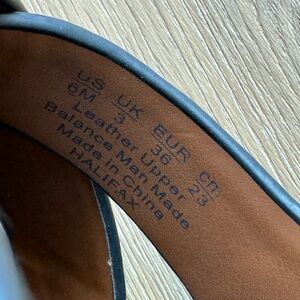 US UK EUR cm
6M 3 36 23
Leather Upper
Balance Man Made
Made in China
HALIFAX